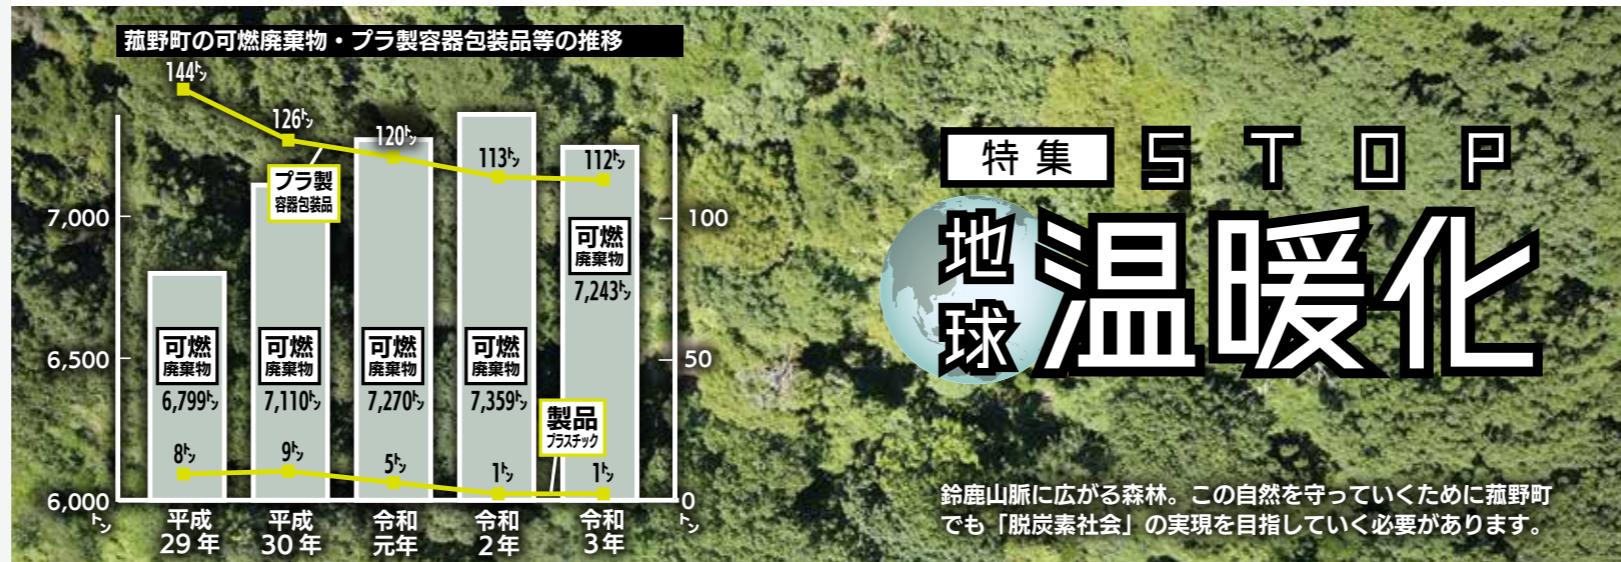 菰野町の可燃廃棄物・プラ製容器包装品等の推移
144トン
126トン
120トン
113トン
112トン
プラ製
容器包装品
7,000
6,500
6,000
トン
100
50
0
トン
可燃
廃棄物
6,799トン
可燃
廃棄物
7,110トン
可燃
廃棄物
7,270トン
可燃
廃棄物
7,359トン
可燃
廃棄物
7,243トン
製品
プラスチック
8トン
9トン
5トン
1トン
1トン
平成
29年
平成
30年
令和
元年
令和
2年
令和
3年
特集 STOP
地球温暖化
鈴鹿山脈に広がる森林。この自然を守っていくために菰野町
でも「脱炭素社会」の実現を目指していく必要があります。